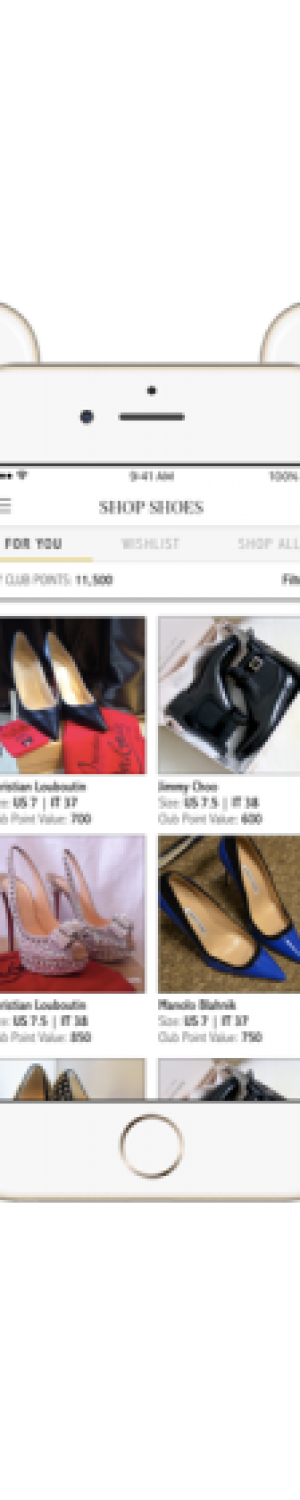 9:41 AM 100%
SHOP SHOES
FOR YOU WISHLIST SHOP ALL
CLUB POINTS: 11,500
ristian Louboutin Jimmy Choo
US 7 | IT 37 Size: US 7.5 | IT 38
Point Value: 700 Club Point Value: 600
ristian Louboutin Manolo Blahnik
US 7.5 | IT 38 Size: US 7 | IT 37
Point Value: 850 Club Point Value: 750